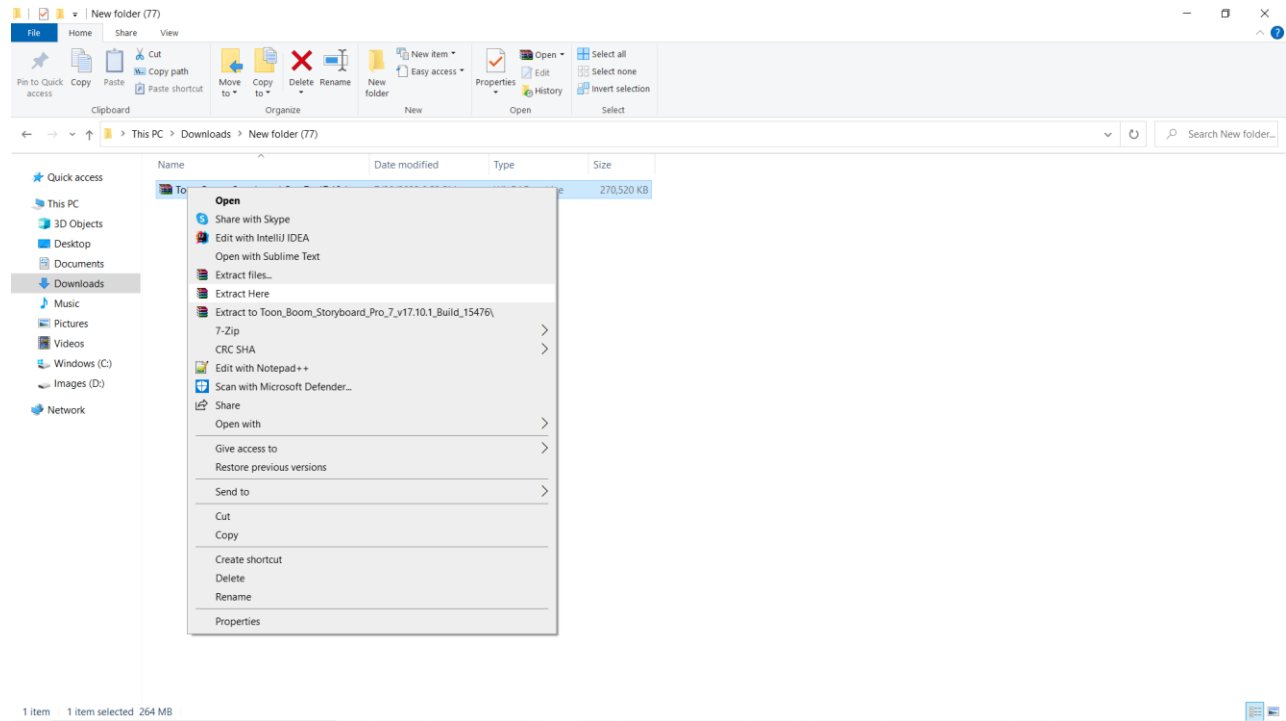 New folder (77)
File Home Share View
Pin to Quick access
Copy
Paste
Cut
Copy path
Paste shortcut
Move to
Copy to
Delete
Rename
New folder
New item
Easy access
Properties
Open
Edit
History
Select all
Select none
Invert selection
Clipboard Organize New Open Select
This PC > Downloads > New folder (77)
Search New folder...
Name Date modified Type Size
270,520 KB
Quick access
This PC
3D Objects
Desktop
Documents
Downloads
Music
Pictures
Videos
Windows (C:)
Images (D:)
Network
Open
Share with Skype
Edit with IntelliJ IDEA
Open with Sublime Text
Extract files...
Extract Here
Extract to Toon_Boom_Storyboard_Pro_7_v17.10.1_Build_15476\
7-Zip
CRC SHA
Edit with Notepad++
Scan with Microsoft Defender...
Share
Open with
Give access to
Restore previous versions
Send to
Cut
Copy
Create shortcut
Delete
Rename
Properties
1 item 1 item selected 264 MB